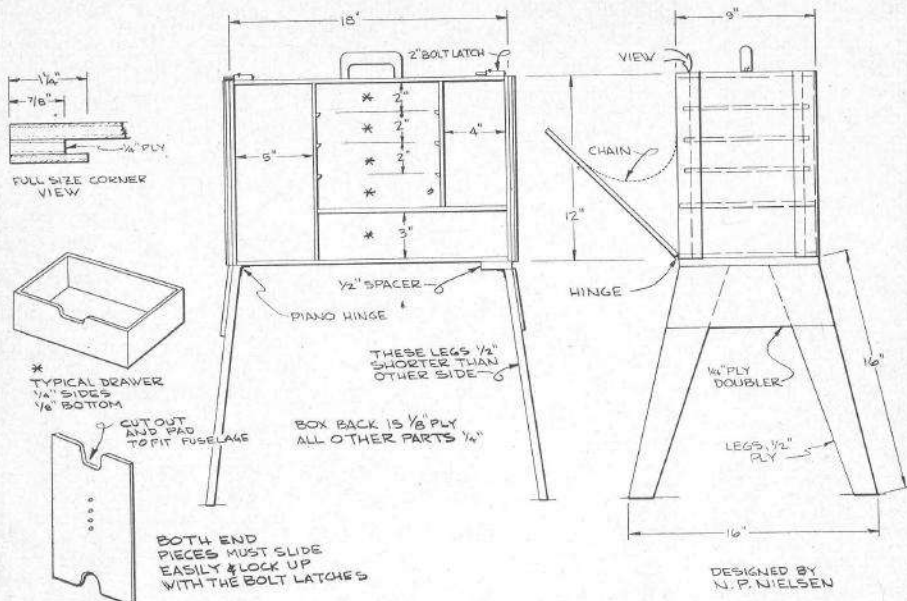 18"
9"
2" BOLT LATCH
VIEW
1 1/4"
7/8"
1/4" PLY
FULL SIZE CORNER
VIEW
*
2"
*
2"
*
2"
*
5"
4"
*
3"
CHAIN
12"
1/2" SPACER
HINGE
PIANO HINGE
*
TYPICAL DRAWER
1/4" SIDES
1/8" BOTTOM
THESE LEGS 1/2"
SHORTER THAN
OTHER SIDE
1/4" PLY
DOUBLER
16"
CUT OUT
AND PAD
TO FIT FUSELAGE
BOX BACK IS 1/8" PLY
ALL OTHER PARTS 1/4"
LEGS, 1/2"
PLY
16"
BOTH END
PIECES MUST SLIDE
EASILY & LOCK UP
WITH THE BOLT LATCHES
DESIGNED BY
N. P. NIELSEN